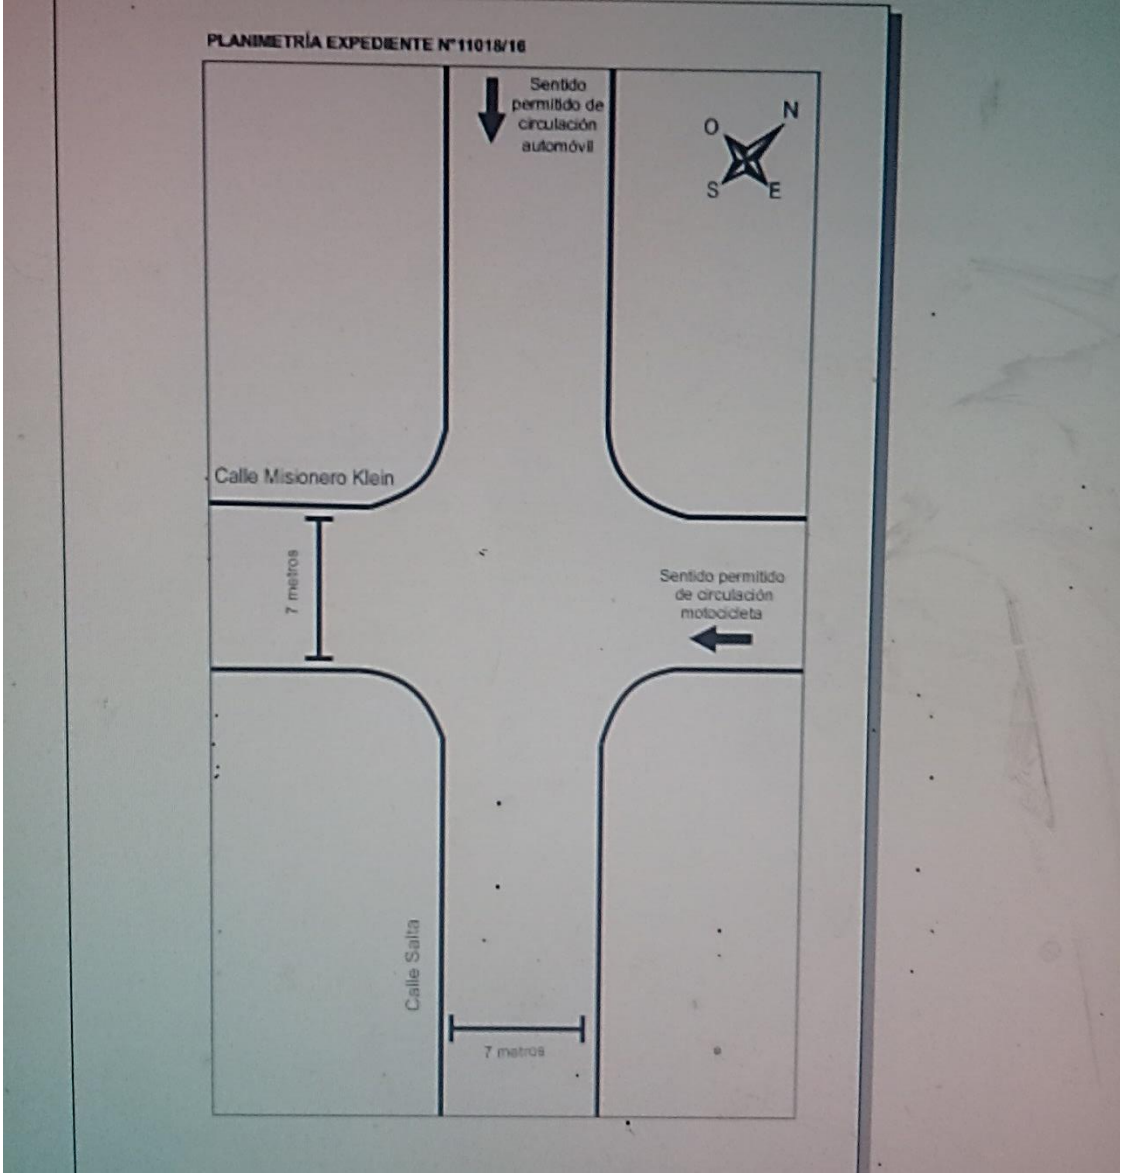 PLANIMETRÍA EXPEDIENTE N°11018/16
Sentido
permitido de
circulación
automóvil
N
O
S
E
Calle Misionero Klein
7 metros
Sentido permitido
de circulación
motocicleta
Calle Salta
7 metros